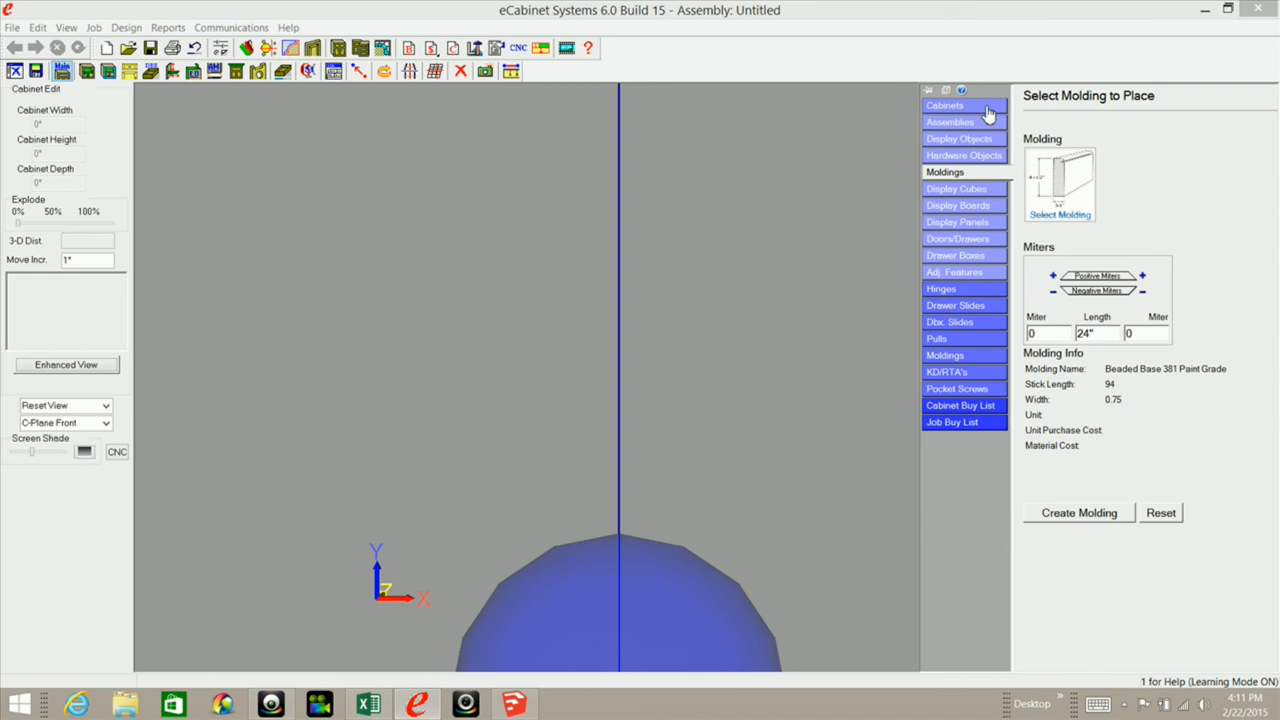 eCabinet Systems 6.0 Build 15 - Assembly: Untitled
File Edit View Job Design Reports Communications Help
CNC
Main
Cabinet Edit
Cabinet Width
0"
Cabinet Height
0"
Cabinet Depth
0"
Explode
0% 50% 100%
3-D Dist.
Move Incr. 1"
Enhanced View
Reset View
C-Plane Front
Screen Shade
CNC
Y
Z
X
Cabinets
Assemblies
Display Objects
Hardware Objects
Moldings
Display Cubes
Display Boards
Display Panels
Doors/Drawers
Drawer Boxes
Adj. Features
Hinges
Drawer Slides
Dbx. Slides
Pulls
Moldings
KD/RTA's
Pocket Screws
Cabinet Buy List
Job Buy List
Select Molding to Place
Molding
Select Molding
Miters
+ Positive Miters +
- Negative Miters -
Miter Length Miter
0 24" 0
Molding Info
Molding Name: Beaded Base 381 Paint Grade
Stick Length: 94
Width: 0.75
Unit:
Unit Purchase Cost:
Material Cost:
Create Molding Reset
1 for Help (Learning Mode ON)
Desktop
4:11 PM
2/22/2015